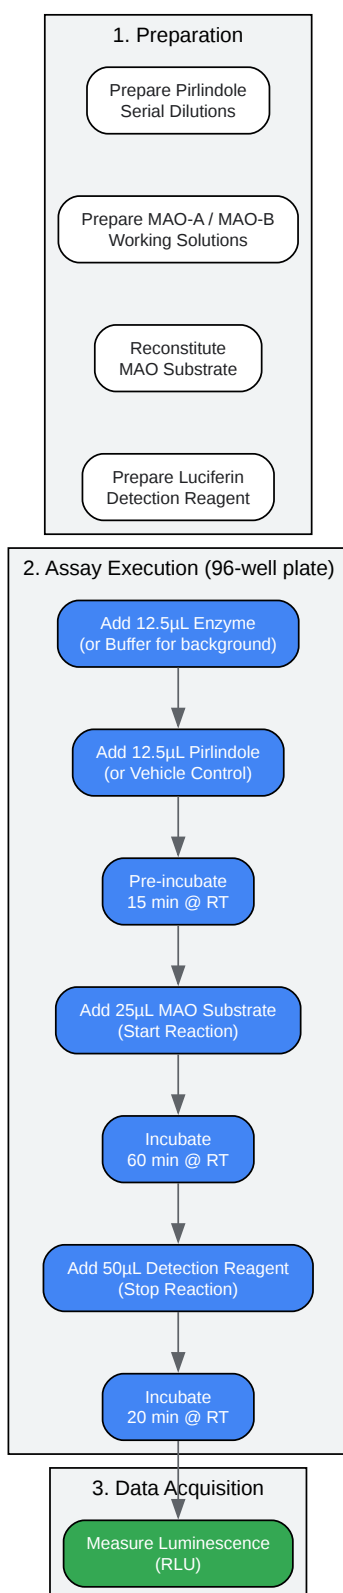 1. Preparation
Prepare Pirlindole
Serial Dilutions
Prepare MAO-A / MAO-B
Working Solutions
Reconstitute
MAO Substrate
Prepare Luciferin
Detection Reagent
2. Assay Execution (96-well plate)
Add 12.5µL Enzyme
(or Buffer for background)
Add 12.5µL Pirlindole
(or Vehicle Control)
Pre-incubate
15 min @ RT
Add 25µL MAO Substrate
(Start Reaction)
Incubate
60 min @ RT
Add 50µL Detection Reagent
(Stop Reaction)
Incubate
20 min @ RT
3. Data Acquisition
Measure Luminescence
(RLU)